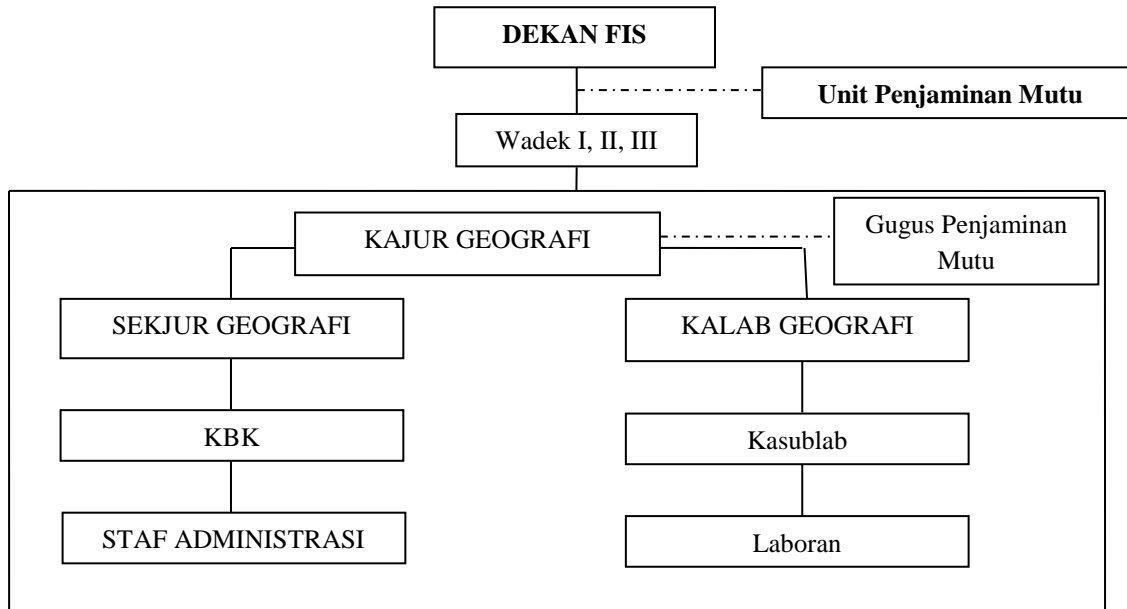 DEKAN FIS
Unit Penjaminan Mutu
Wadek I, II, III
KAJUR GEOGRAFI
Gugus Penjaminan
Mutu
SEKJUR GEOGRAFI
KALAB GEOGRAFI
KBK
Kasublab
STAF ADMINISTRASI
Laboran